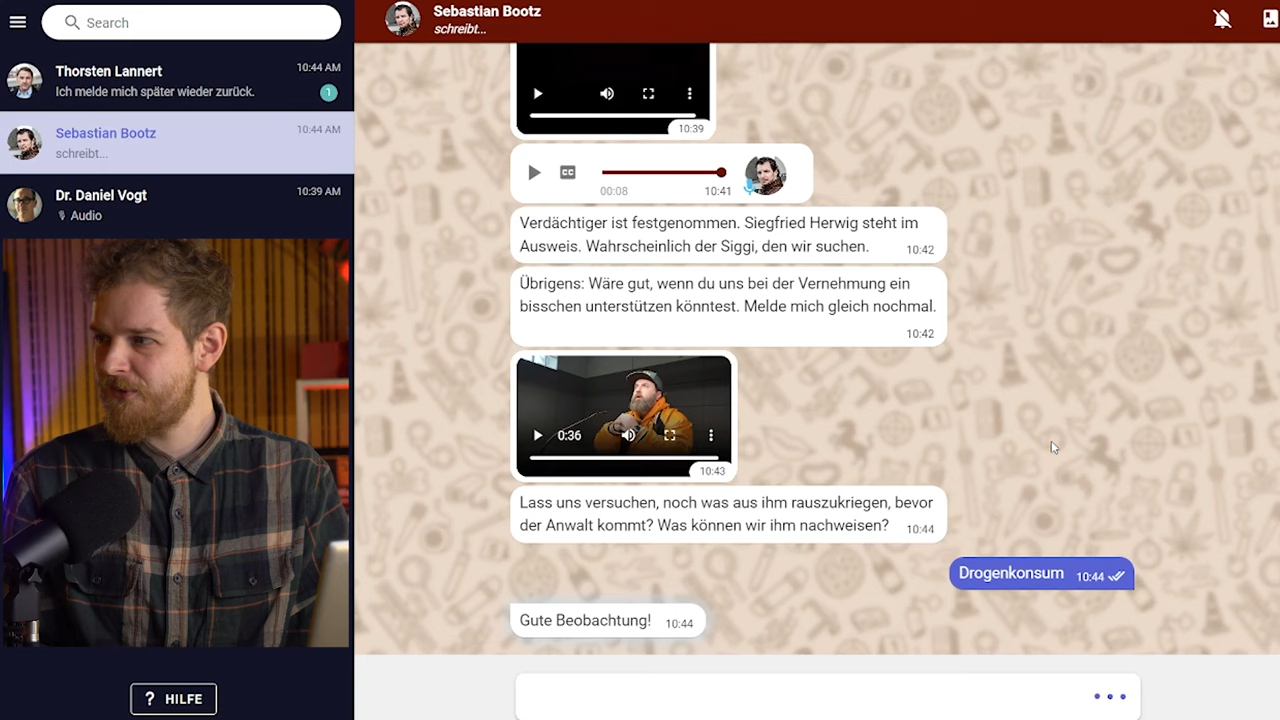 Search
Thorsten Lannert
10:44 AM
Ich melde mich später wieder zurück.
1
Sebastian Bootz
10:44 AM
schreibt...
Dr. Daniel Vogt
10:39 AM
Audio
? HILFE
Sebastian Bootz
schreibt...
10:39
CC
00:08
10:41
Verdächtiger ist festgenommen. Siegfried Herwig steht im
Ausweis. Wahrscheinlich der Siggi, den wir suchen.
10:42
Übrigens: Wäre gut, wenn du uns bei der Vernehmung ein
bisschen unterstützen könntest. Melde mich gleich nochmal.
10:42
0:36
10:43
Lass uns versuchen, noch was aus ihm rauszukriegen, bevor
der Anwalt kommt? Was können wir ihm nachweisen?
10:44
Drogenkonsum
10:44
Gute Beobachtung!
10:44